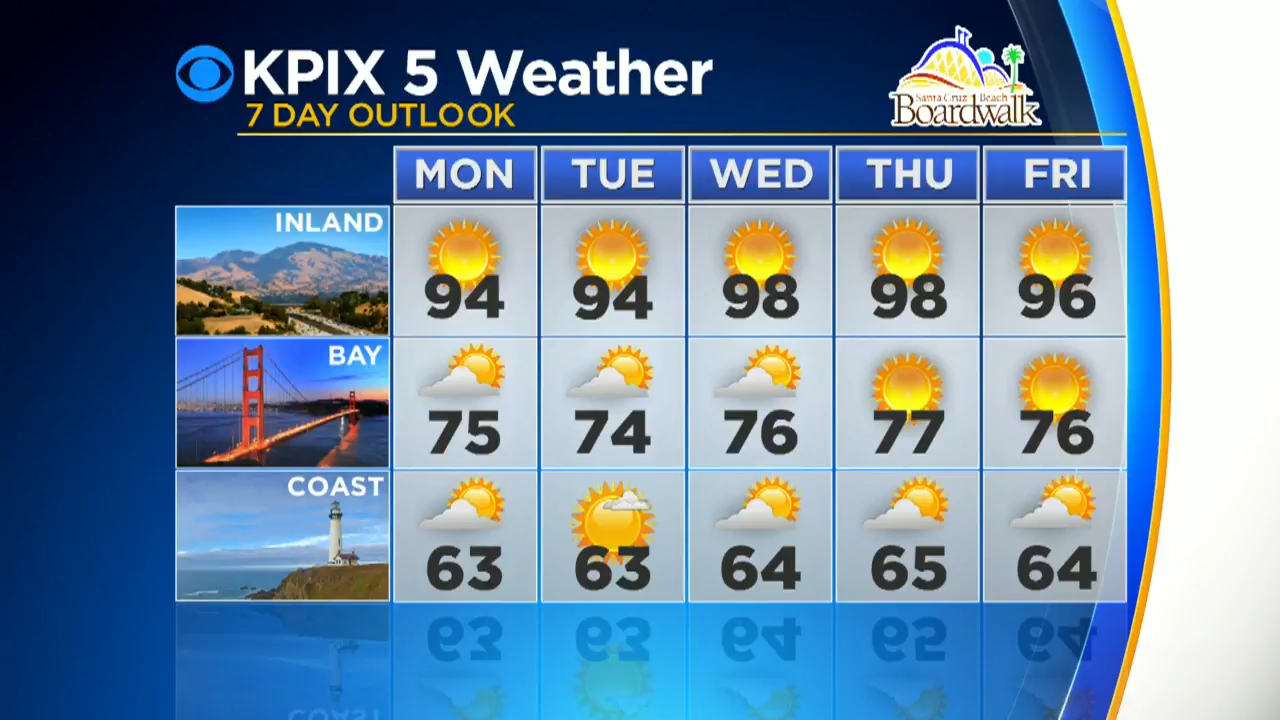 KPIX 5 Weather
7 DAY OUTLOOK
Santa Cruz Beach
Boardwalk
MON TUE WED THU FRI
INLAND
94 94 98 98 96
BAY
75 74 76 77 76
COAST
63 63 64 65 64